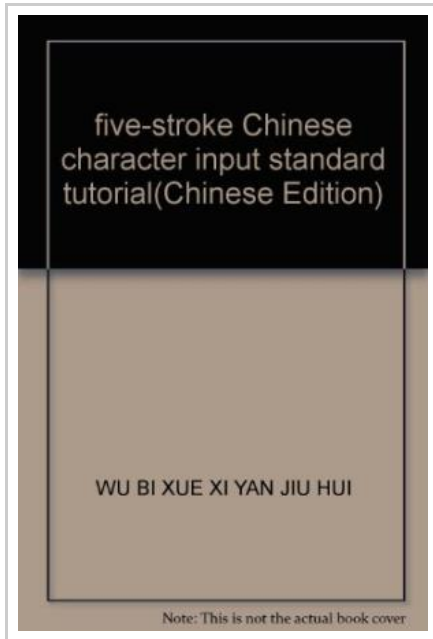 five-stroke Chinese
character input standard
tutorial(Chinese Edition)
WU BI XUE XI YAN JIU HUI
Note: This is not the actual book cover